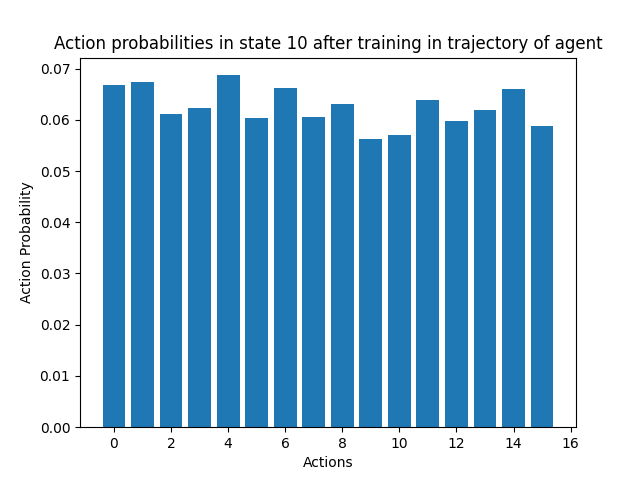 Action probabilities in state 10 after training in trajectory of agent
0.07
0.06
0.05
0.04
0.03
0.02
0.01
0.00
Action Probability
0 2 4 6 8 10 12 14 16
Actions